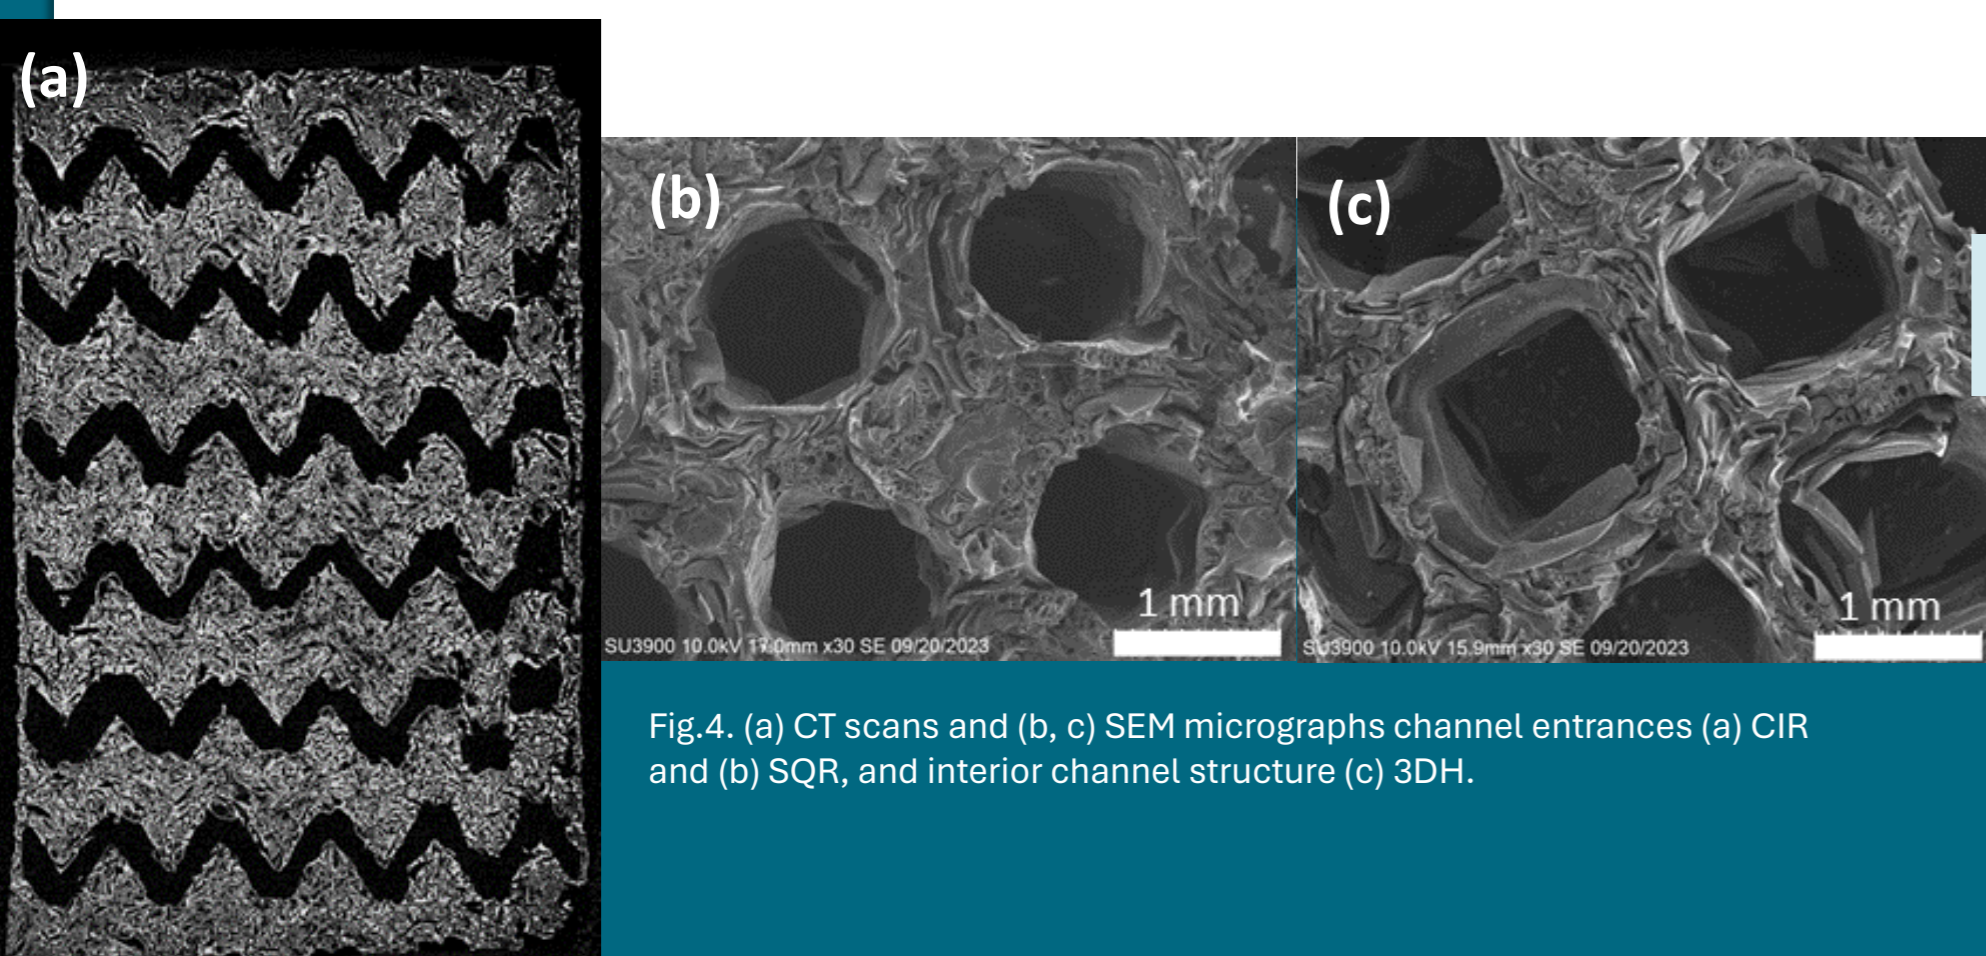 (a)
(b)
(c)
1 mm
1 mm
SU3900 10.0kV 17.0mm x30 SE 09/20/2023
SU3900 10.0kV 15.9mm x30 SE 09/20/2023
Fig.4. (a) CT scans and (b, c) SEM micrographs channel entrances (a) CIR
and (b) SQR, and interior channel structure (c) 3DH.